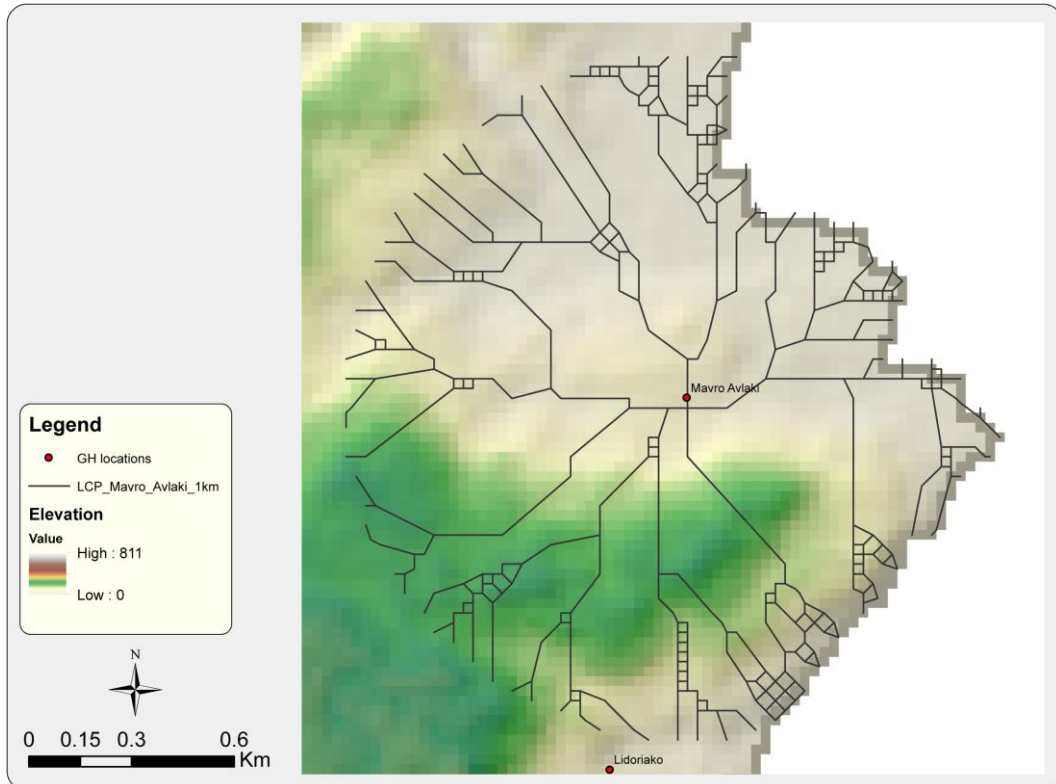 Mavro Avlaki
Legend
GH locations
LCP_Mavro_Avlaki_1km
Elevation
Value
High : 811
Low : 0
N
0 0.15 0.3 0.6
Km
Lidoriako